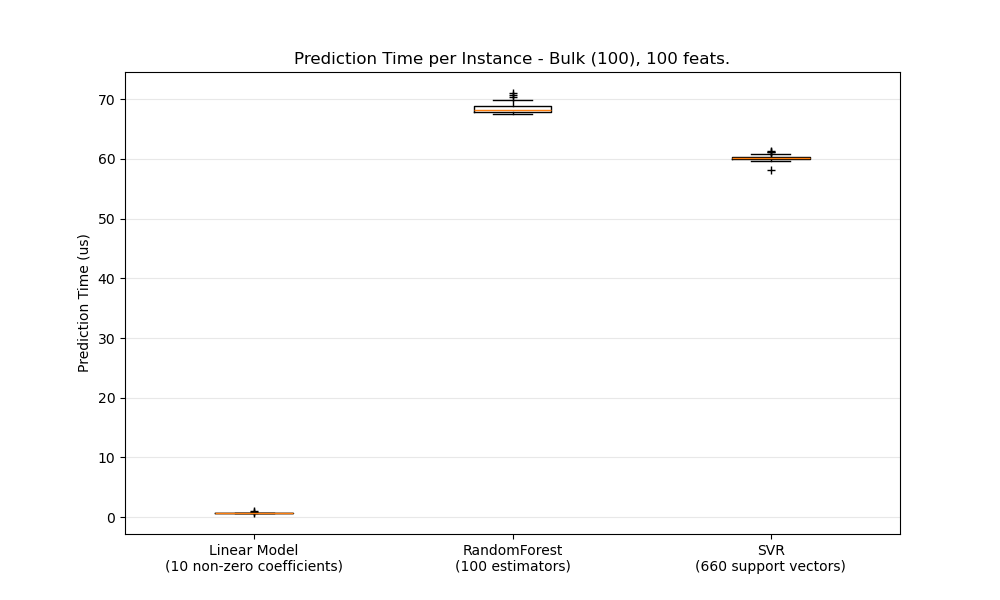 Prediction Time per Instance - Bulk (100), 100 feats.
Prediction Time (us)
70
60
50
40
30
20
10
0
Linear Model
(10 non-zero coefficients)
RandomForest
(100 estimators)
SVR
(660 support vectors)